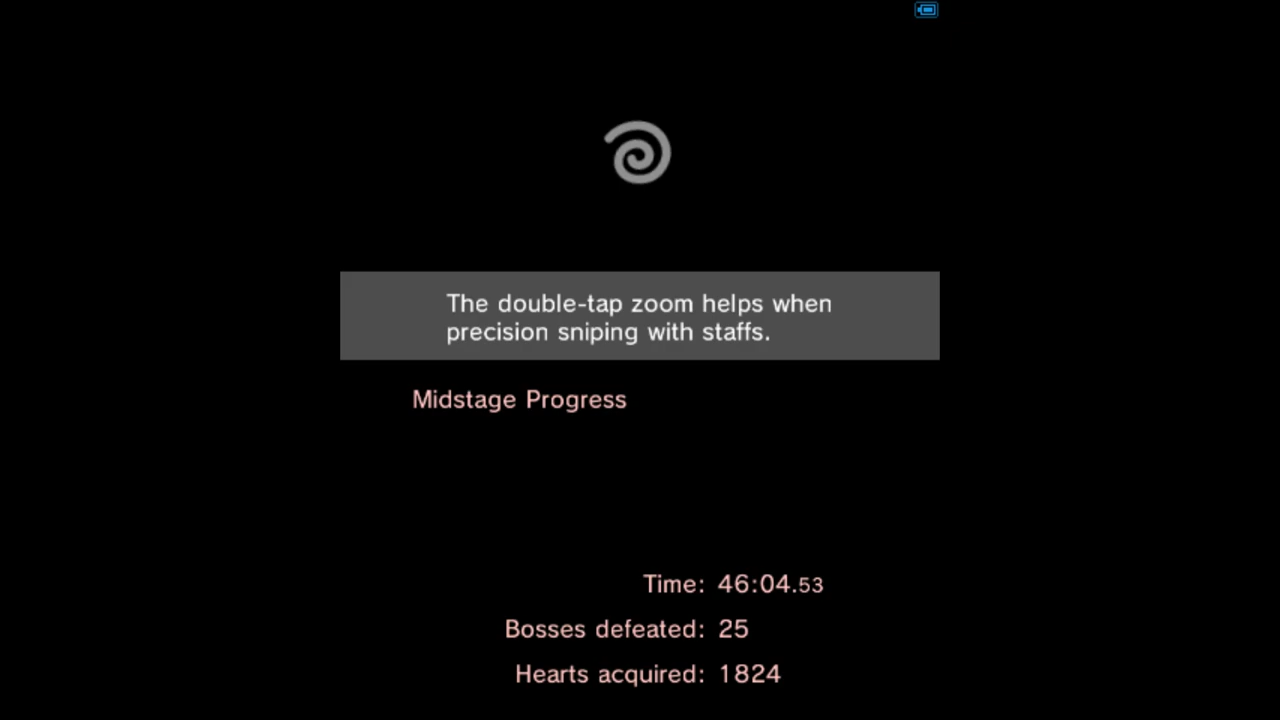 The double-tap zoom helps when
precision sniping with staffs.
Midstage Progress
Time: 46:04.53
Bosses defeated: 25
Hearts acquired: 1824